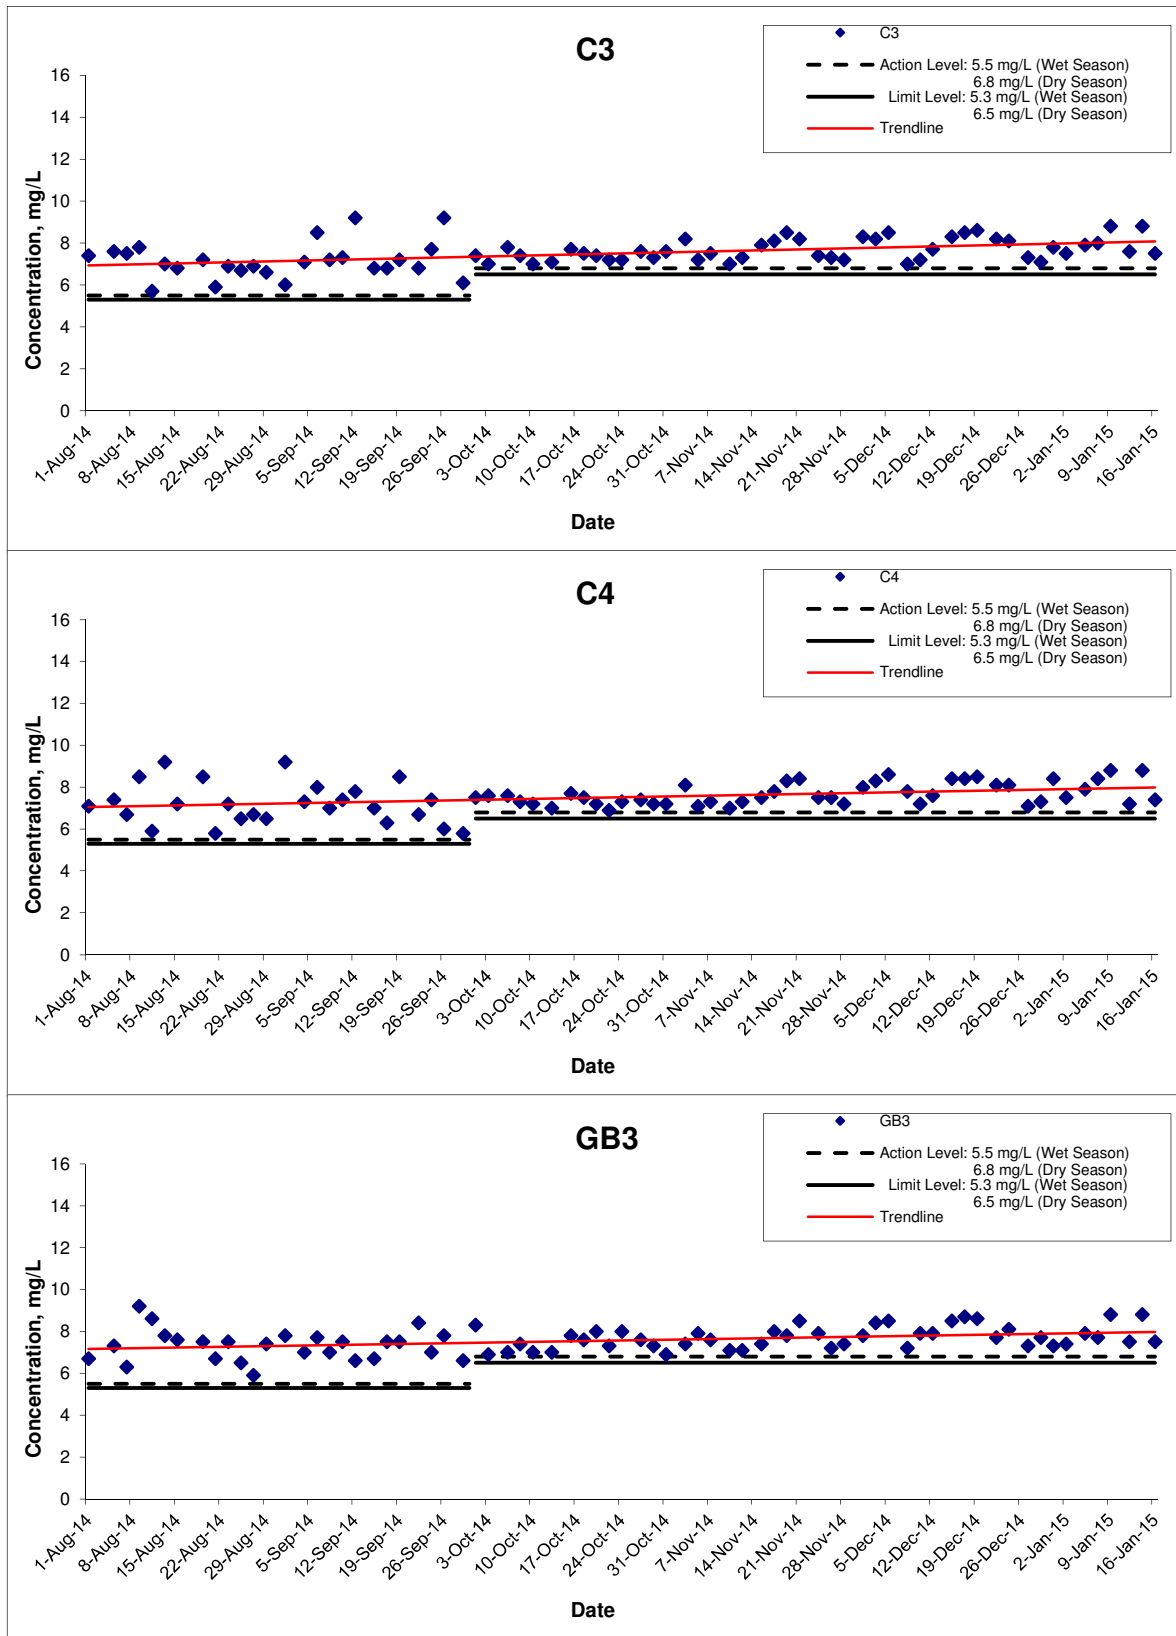 C3
C3
Action Level: 5.5 mg/L (Wet Season)
6.8 mg/L (Dry Season)
Limit Level: 5.3 mg/L (Wet Season)
6.5 mg/L (Dry Season)
Trendline
Concentration, mg/L
16
14
12
10
8
6
4
2
0
1-Aug-14
8-Aug-14
15-Aug-14
22-Aug-14
29-Aug-14
5-Sep-14
12-Sep-14
19-Sep-14
26-Sep-14
3-Oct-14
10-Oct-14
17-Oct-14
24-Oct-14
31-Oct-14
7-Nov-14
14-Nov-14
21-Nov-14
28-Nov-14
5-Dec-14
12-Dec-14
19-Dec-14
26-Dec-14
2-Jan-15
9-Jan-15
16-Jan-15
Date
C4
C4
Action Level: 5.5 mg/L (Wet Season)
6.8 mg/L (Dry Season)
Limit Level: 5.3 mg/L (Wet Season)
6.5 mg/L (Dry Season)
Trendline
Concentration, mg/L
16
14
12
10
8
6
4
2
0
1-Aug-14
8-Aug-14
15-Aug-14
22-Aug-14
29-Aug-14
5-Sep-14
12-Sep-14
19-Sep-14
26-Sep-14
3-Oct-14
10-Oct-14
17-Oct-14
24-Oct-14
31-Oct-14
7-Nov-14
14-Nov-14
21-Nov-14
28-Nov-14
5-Dec-14
12-Dec-14
19-Dec-14
26-Dec-14
2-Jan-15
9-Jan-15
16-Jan-15
Date
GB3
GB3
Action Level: 5.5 mg/L (Wet Season)
6.8 mg/L (Dry Season)
Limit Level: 5.3 mg/L (Wet Season)
6.5 mg/L (Dry Season)
Trendline
Concentration, mg/L
16
14
12
10
8
6
4
2
0
1-Aug-14
8-Aug-14
15-Aug-14
22-Aug-14
29-Aug-14
5-Sep-14
12-Sep-14
19-Sep-14
26-Sep-14
3-Oct-14
10-Oct-14
17-Oct-14
24-Oct-14
31-Oct-14
7-Nov-14
14-Nov-14
21-Nov-14
28-Nov-14
5-Dec-14
12-Dec-14
19-Dec-14
26-Dec-14
2-Jan-15
9-Jan-15
16-Jan-15
Date